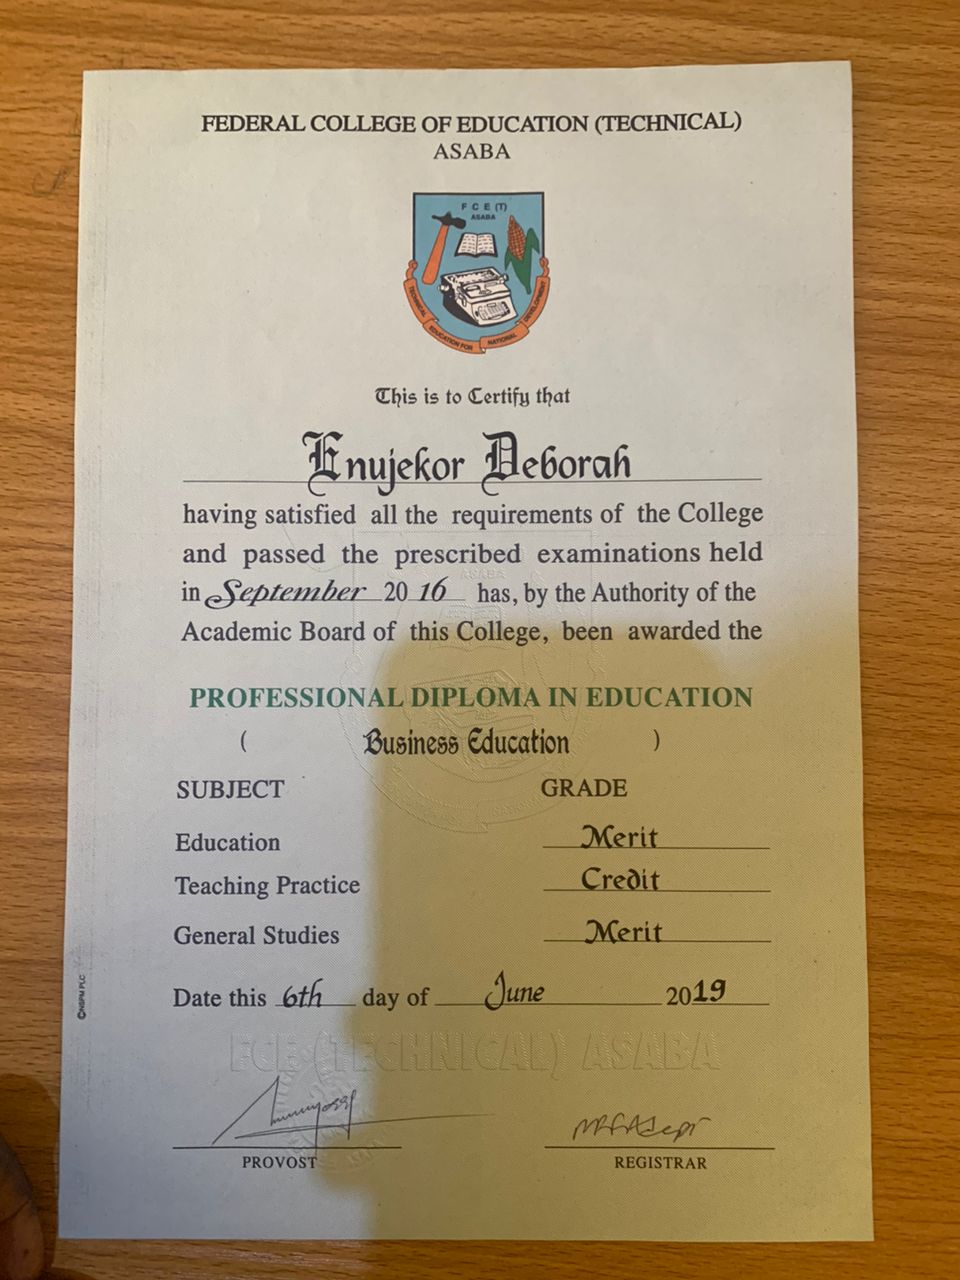 FEDERAL COLLEGE OF EDUCATION (TECHNICAL)
ASABA
F C E (T)
ASABA
TECHNICAL EDUCATION FOR NATIONAL DEVELOPMENT
This is to Certify that
Enujekor Deborah
having satisfied all the requirements of the College
and passed the prescribed examinations held
in September 20 16 has, by the Authority of the
Academic Board of this College, been awarded the
PROFESSIONAL DIPLOMA IN EDUCATION
( Business Education )
SUBJECT GRADE
Education Merit
Teaching Practice Credit
General Studies Merit
Date this 6th day of June 2019
FCE (TECHNICAL) ASABA
PROVOST REGISTRAR
©NSPM PLC